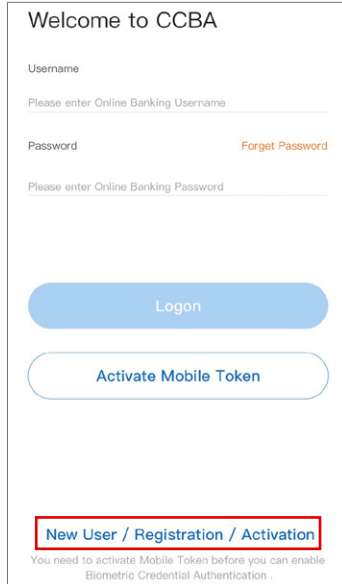 Welcome to CCBA
Username
Please enter Online Banking Username
Password Forget Password
Please enter Online Banking Password
Logon
Activate Mobile Token
New User / Registration / Activation
You need to activate Mobile Token before you can enable
Biometric Credential Authentication .